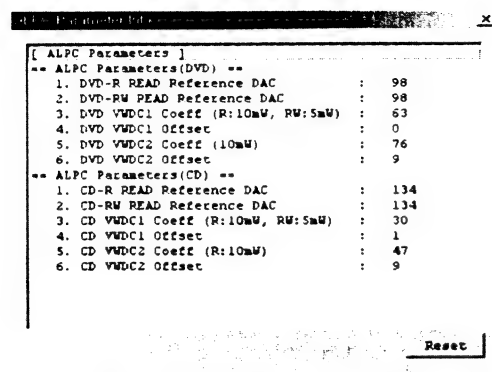 [ ALPC Parameters ]
== ALPC Parameters(DVD) ==
1. DVD-R READ Reference DAC : 98
2. DVD-RW READ Reference DAC : 98
3. DVD VWDC1 Coeff (R:10mW, RW:5mW) : 63
4. DVD VWDC1 Offset : 0
5. DVD VWDC2 Coeff (10mW) : 76
6. DVD VWDC2 Offset : 9
== ALPC Parameters(CD) ==
1. CD-R READ Reference DAC : 134
2. CD-RW READ Reference DAC : 134
3. CD VWDC1 Coeff (R:10mW, RW:5mW) : 30
4. CD VWDC1 Offset : 1
5. CD VWDC2 Coeff (R:10mW) : 47
6. CD VWDC2 Offset : 9
Reset